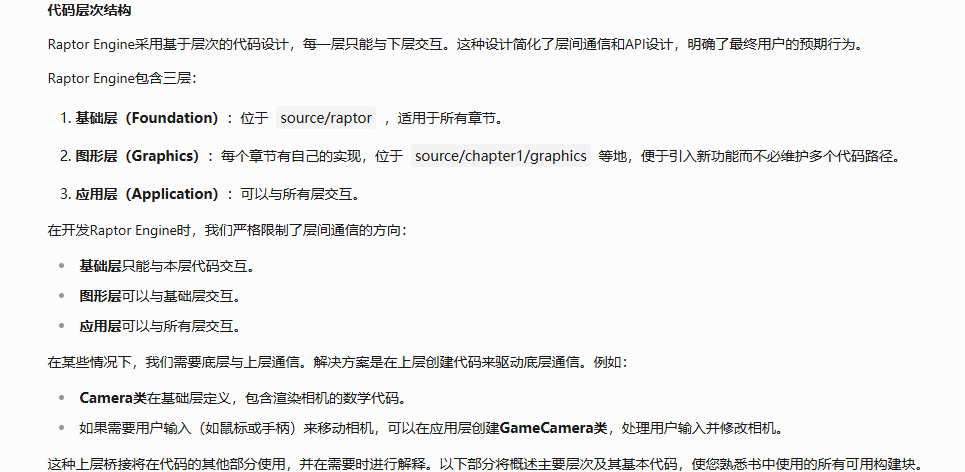 代码层次结构
Raptor Engine采用基于层次的代码设计，每一层只能与下层交互。这种设计简化了层间通信和API设计，明确了最终用户的预期行为。
Raptor Engine包含三层：
1. 基础层（Foundation）：位于 source/raptor ，适用于所有章节。
2. 图形层（Graphics）：每个章节有自己的实现，位于 source/chapter1/graphics 等地，便于引入新功能而不必维护多个代码路径。
3. 应用层（Application）：可以与所有层交互。
在开发Raptor Engine时，我们严格限制了层间通信的方向：
• 基础层只能与本层代码交互。
• 图形层可以与基础层交互。
• 应用层可以与所有层交互。
在某些情况下，我们需要底层与上层通信。解决方案是在上层创建代码来驱动底层通信。例如：
• Camera类在基础层定义，包含渲染相机的数学代码。
• 如果需要用户输入（如鼠标或手柄）来移动相机，可以在应用层创建GameCamera类，处理用户输入并修改相机。
这种上层桥接将在代码的其他部分使用，并在需要时进行解释。以下部分将概述主要层次及其基本代码，使您熟悉书中使用的所有可用构建块。